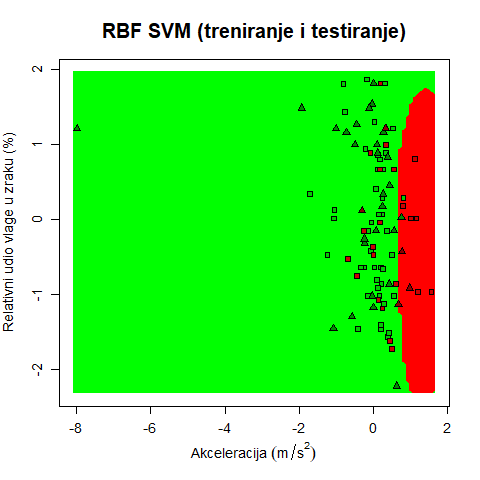 RBF SVM (treniranje i testiranje)
Relativni udio vlage u zraku (%)
2
1
0
-1
-2
-8 -6 -4 -2 0 2
Akceleracija (m/s²)